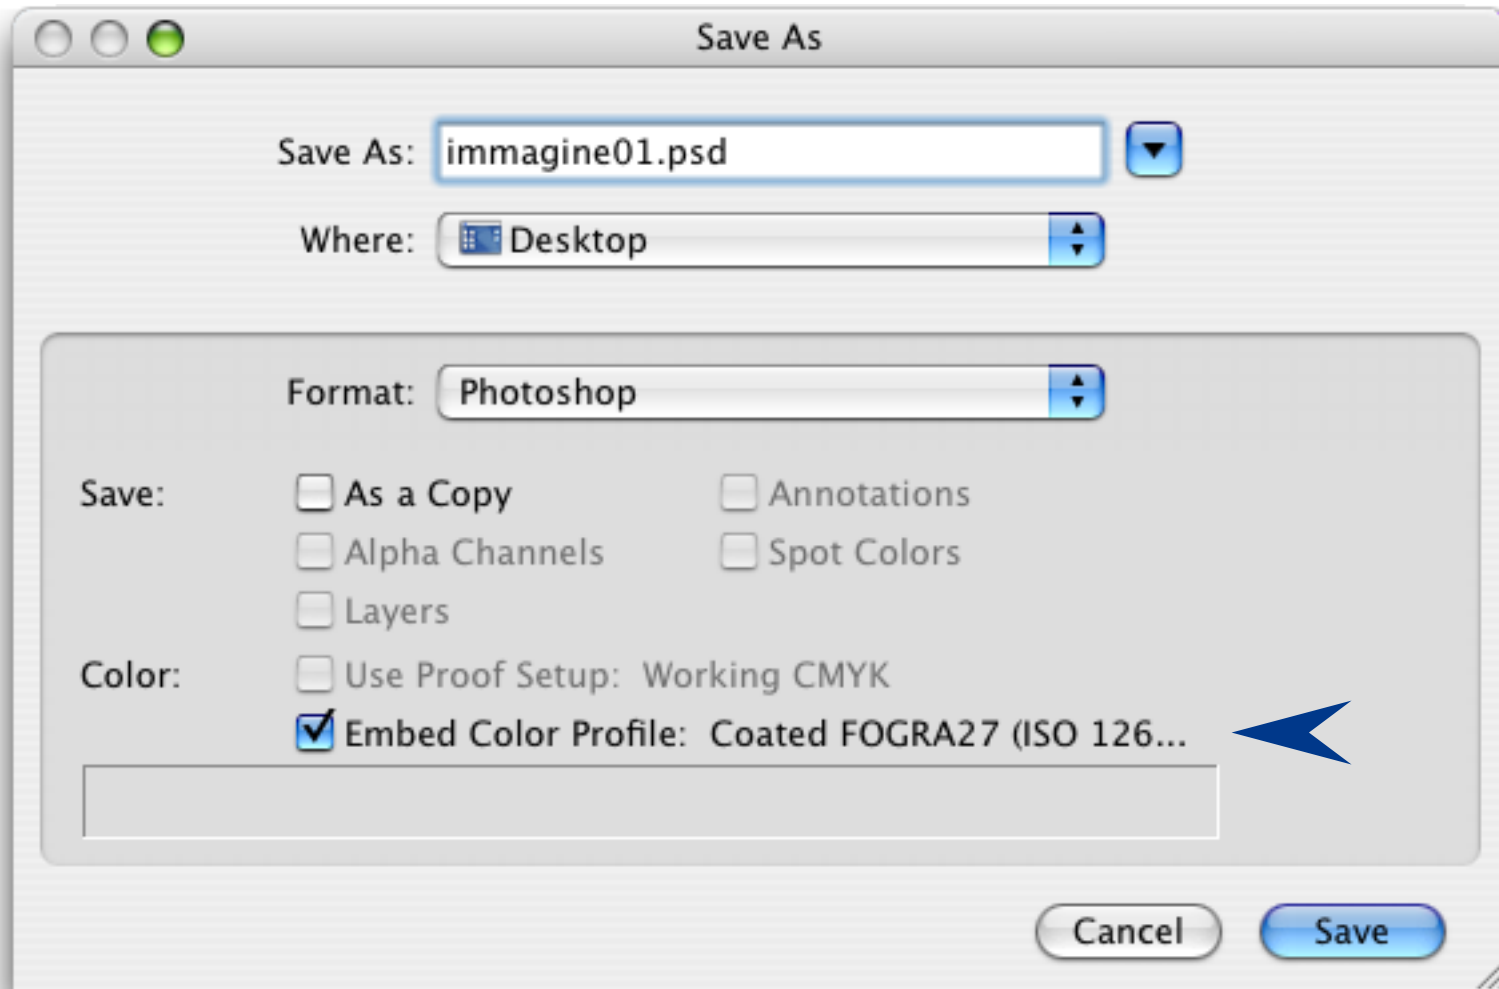 Save As
Save As: immagine01.psd
Where: Desktop
Format: Photoshop
Save: As a Copy Annotations
Alpha Channels Spot Colors
Layers
Color: Use Proof Setup: Working CMYK
Embed Color Profile: Coated FOGRA27 (ISO 126...
Cancel Save